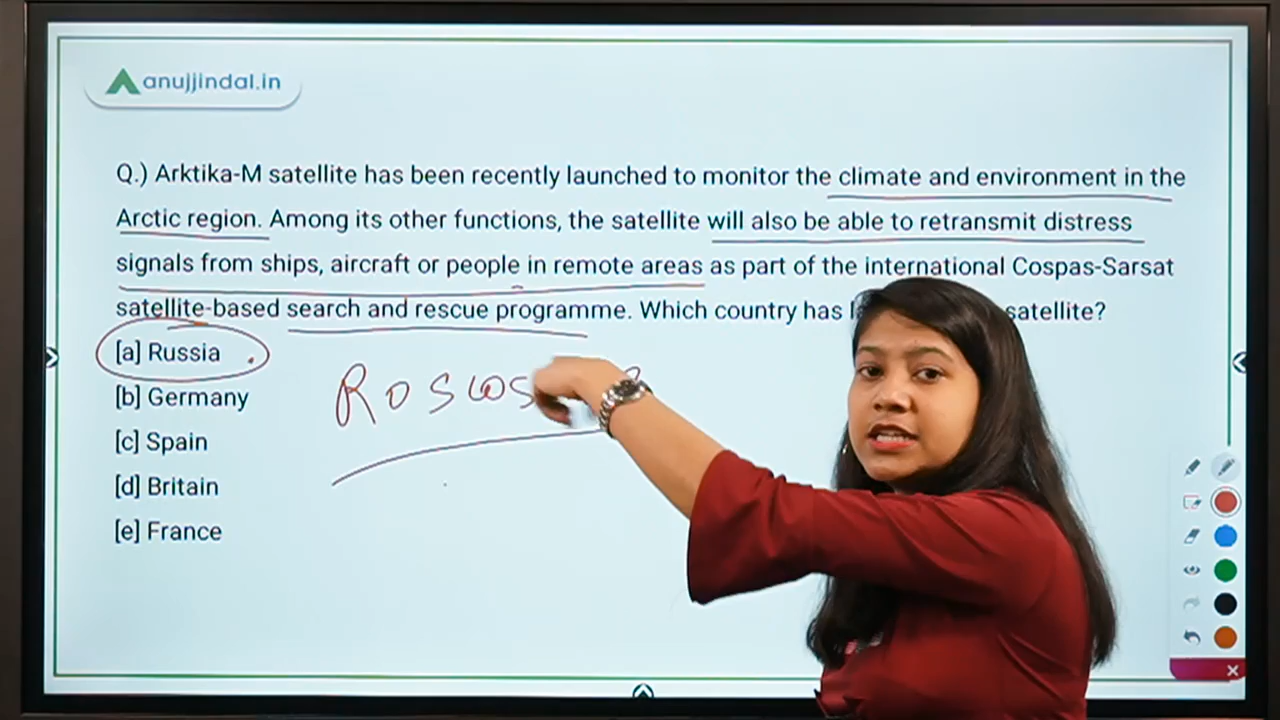 anujjindal.in
Q.) Arktika-M satellite has been recently launched to monitor the climate and environment in the
Arctic region. Among its other functions, the satellite will also be able to retransmit distress
signals from ships, aircraft or people in remote areas as part of the international Cospas-Sarsat
satellite-based search and rescue programme. Which country has satellite?
[a] Russia
[b] Germany
[c] Spain
[d] Britain
[e] France